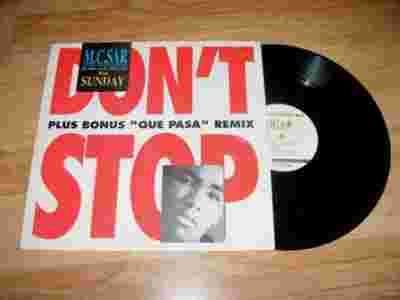 M.C.SAR
SUNDAY
DON'T
PLUS BONUS "QUE PASA" REMIX
STOP